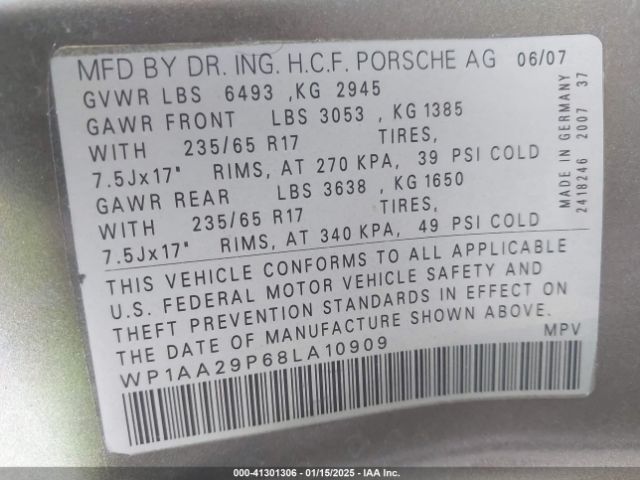 MFD BY DR. ING. H.C.F. PORSCHE AG 06/07
GVWR LBS 6493 ,KG 2945
GAWR FRONT LBS 3053 , KG 1385
WITH 235/65 R17 TIRES,
7.5Jx17" RIMS, AT 270 KPA, 39 PSI COLD
GAWR REAR LBS 3638 , KG 1650
WITH 235/65 R17 TIRES,
7.5Jx17" RIMS, AT 340 KPA, 49 PSI COLD
THIS VEHICLE CONFORMS TO ALL APPLICABLE
U.S. FEDERAL MOTOR VEHICLE SAFETY AND
THEFT PREVENTION STANDARDS IN EFFECT ON
THE DATE OF MANUFACTURE SHOWN ABOVE.
WP1AA29P68LA10909 MPV
MADE IN GERMANY
2418246 2007 37
000-41301306 - 01/15/2025 - IAA Inc.